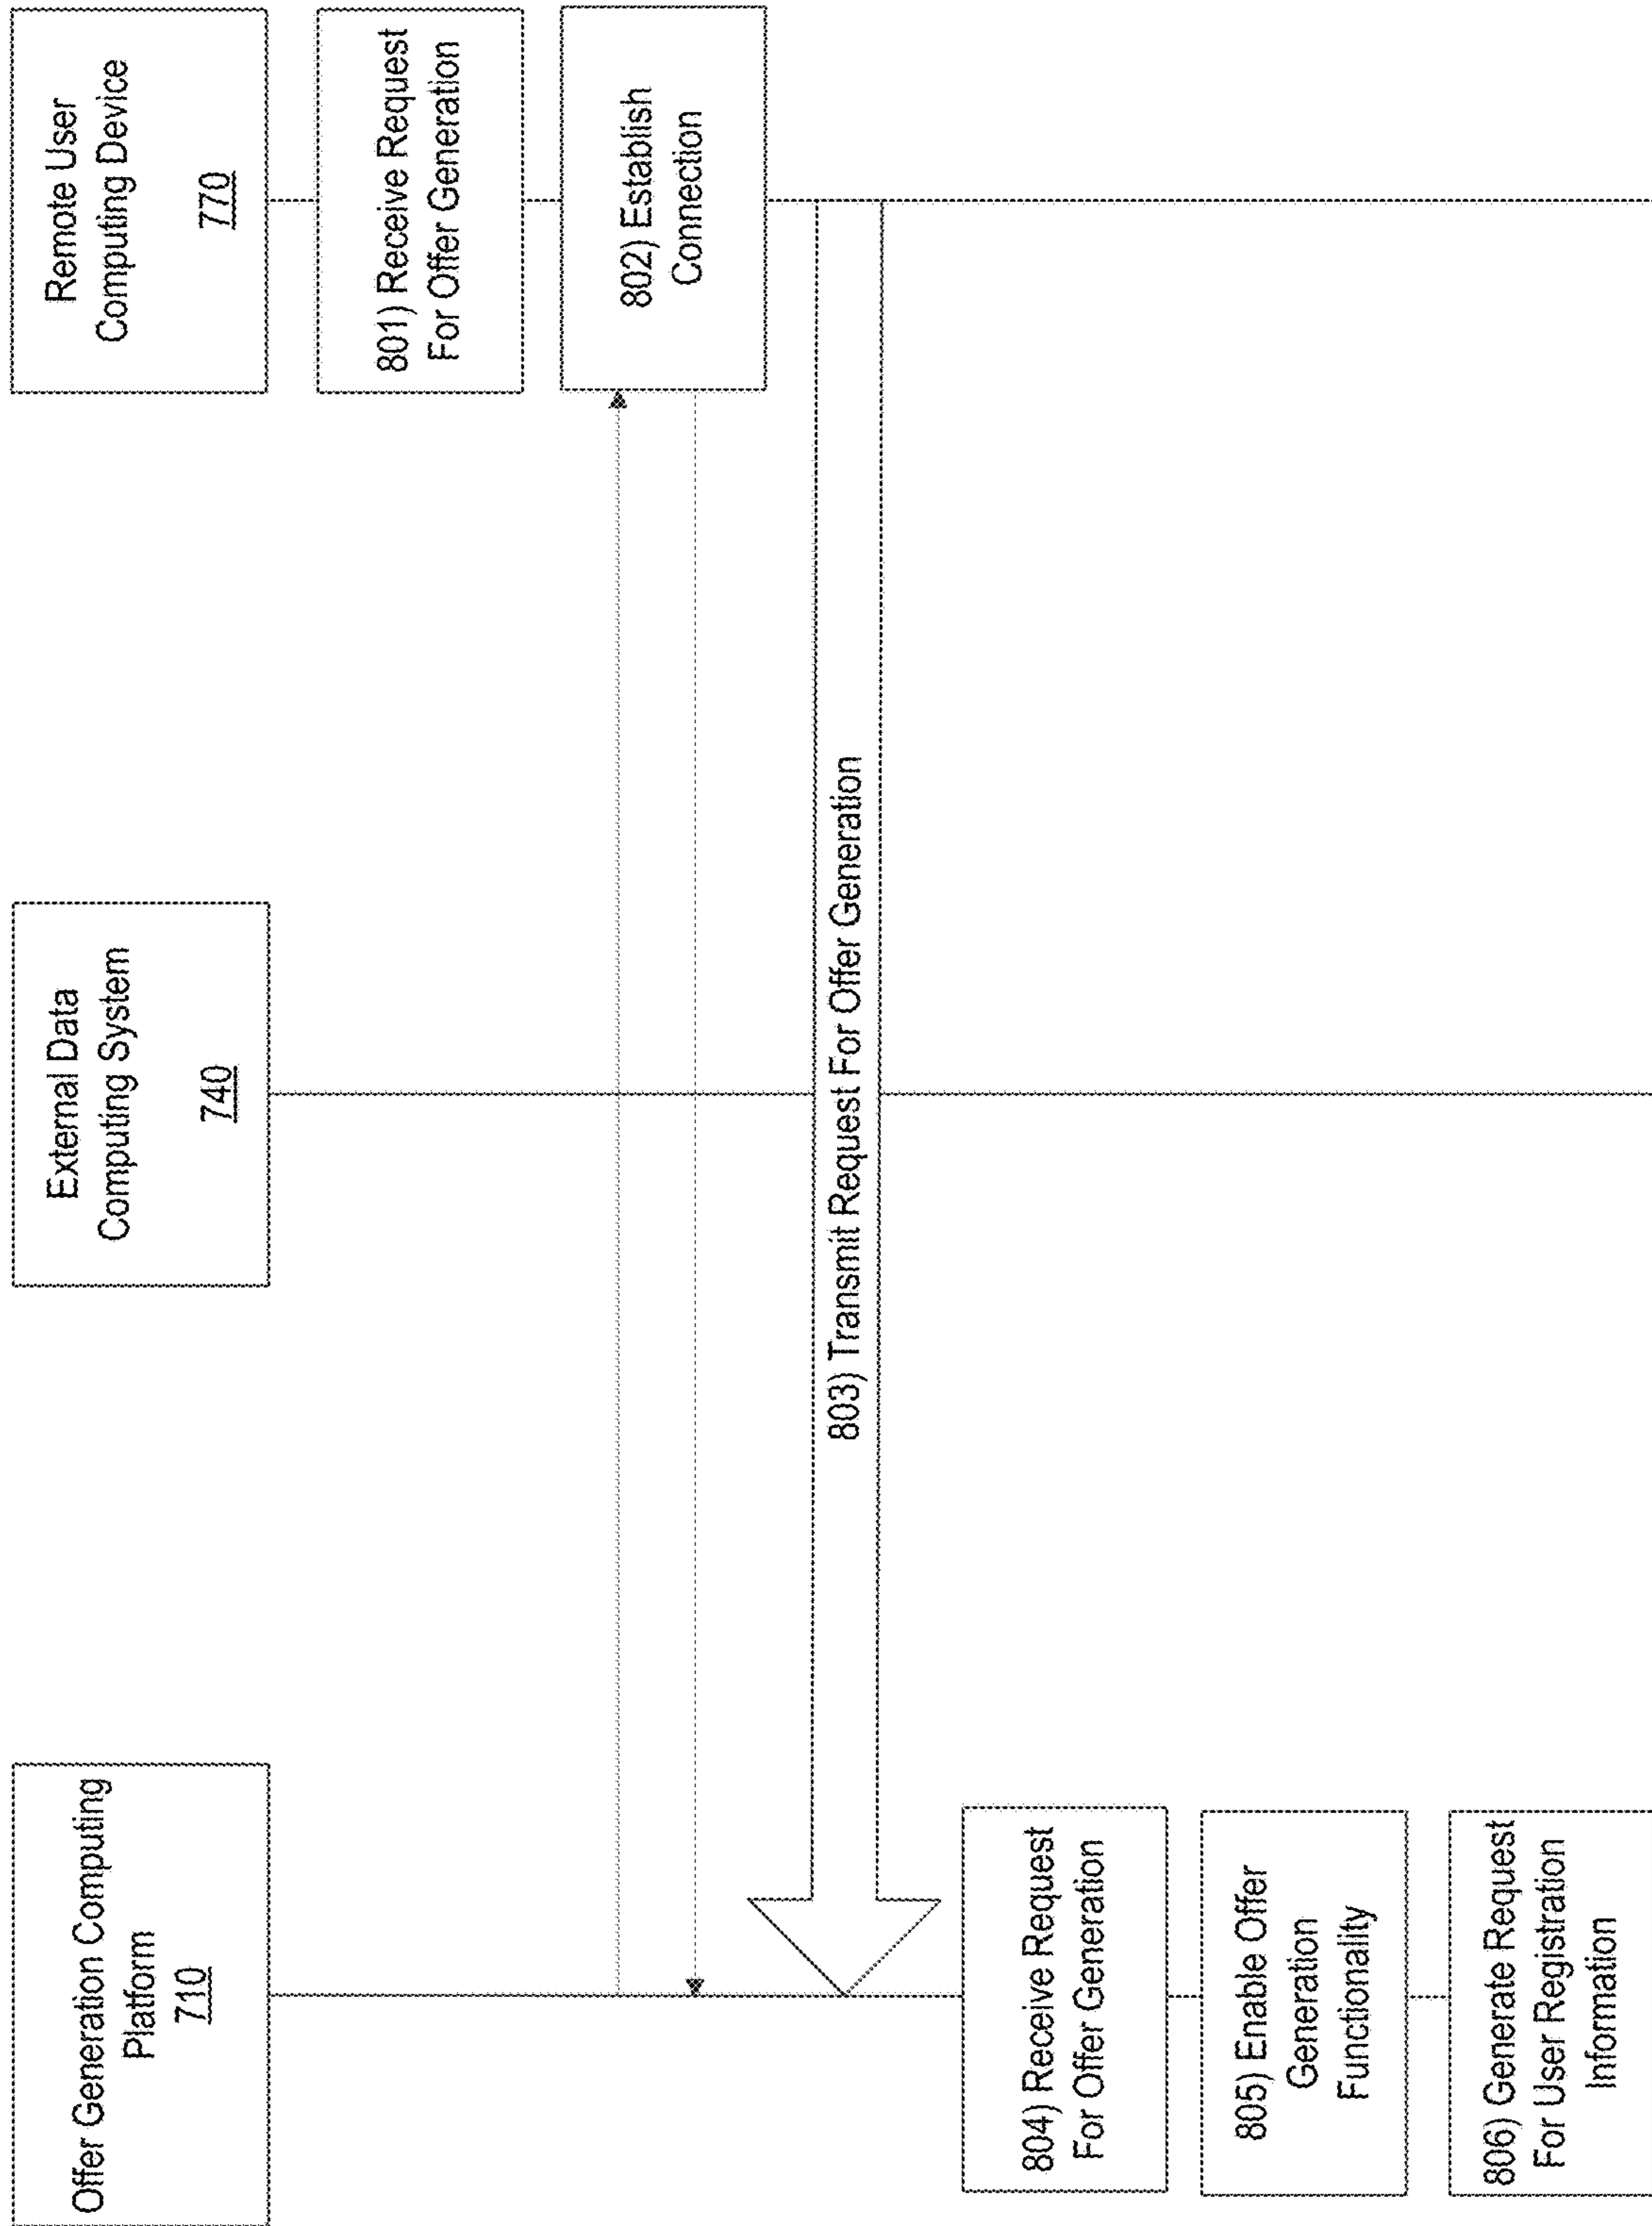 Offer Generation Computing
Platform
710
External Data
Computing System
740
Remote User
Computing Device
770
801) Receive Request
For Offer Generation
802) Establish
Connection
803) Transmit Request For Offer Generation
804) Receive Request
For Offer Generation
805) Enable Offer
Generation
Functionality
806) Generate Request
For User Registration
Information